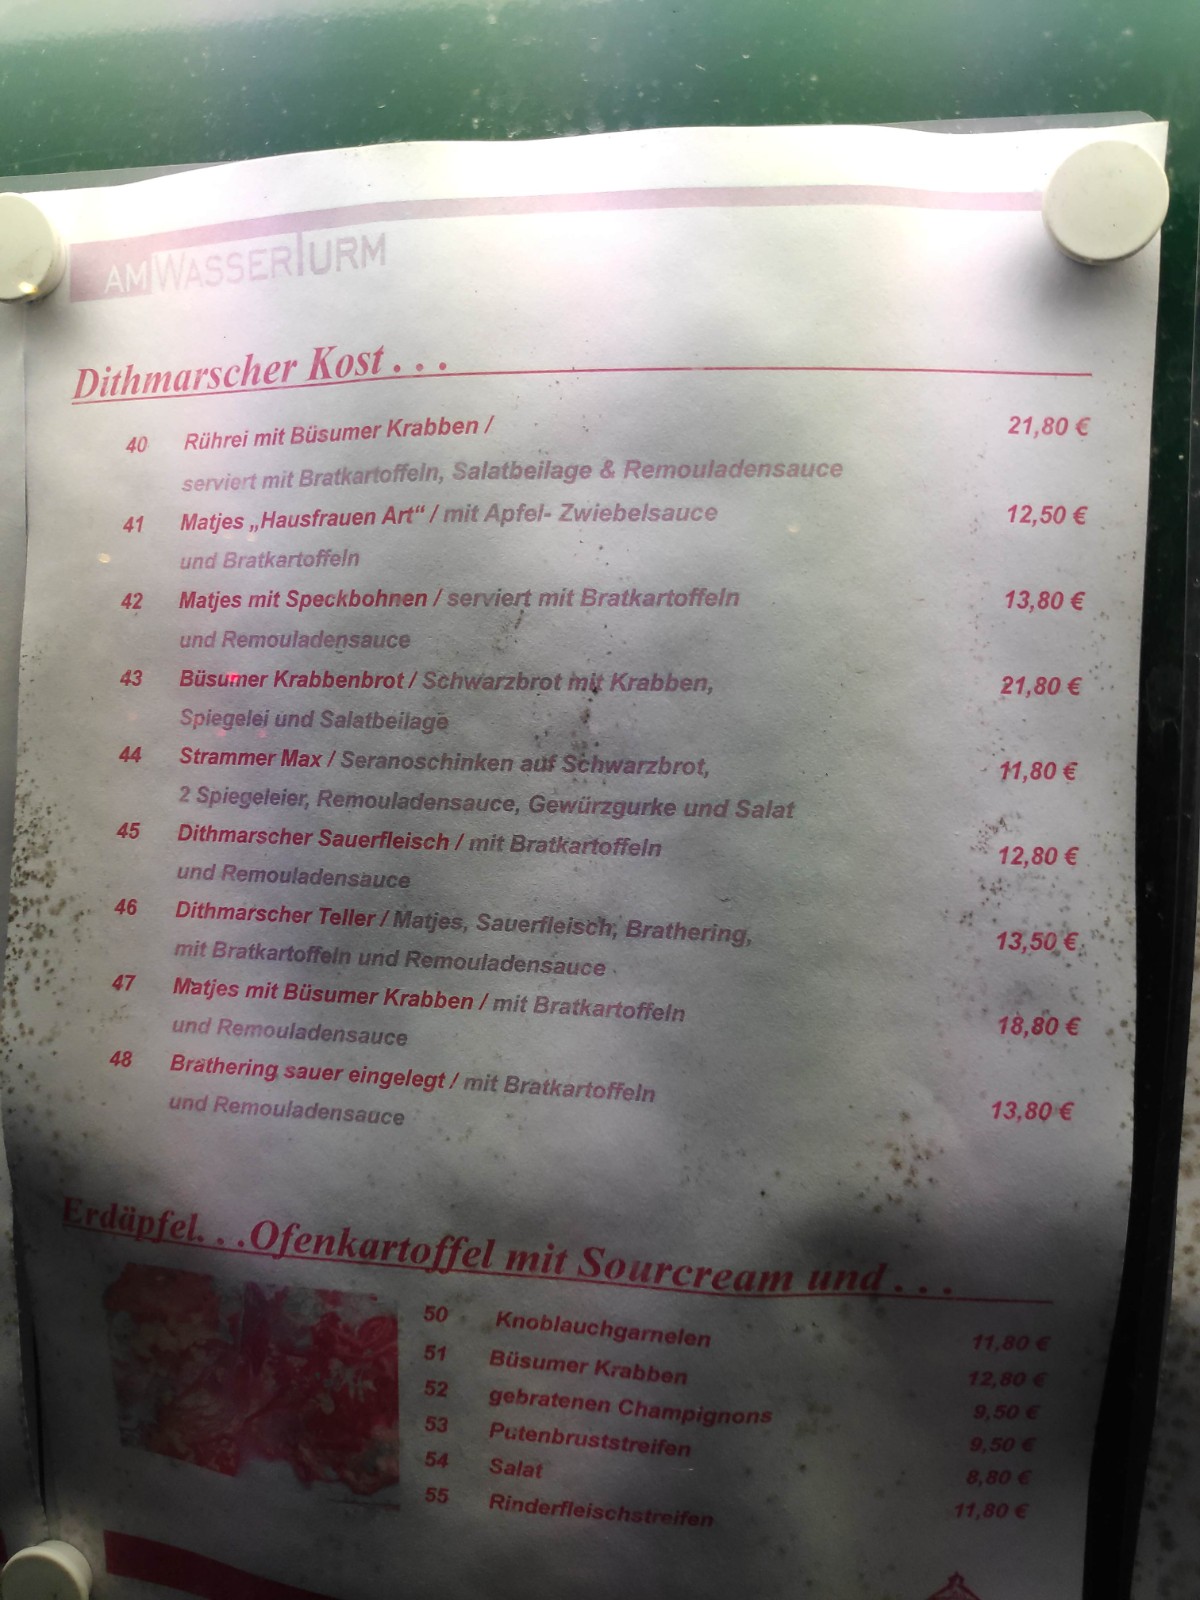 AM WASSERTURM
Dithmarscher Kost . . .
40 Rührei mit Büsumer Krabben / 21,80 €
serviert mit Bratkartoffeln, Salatbeilage & Remouladensauce
41 Matjes „Hausfrauen Art“ / mit Apfel- Zwiebelsauce 12,50 €
und Bratkartoffeln
42 Matjes mit Speckbohnen / serviert mit Bratkartoffeln 13,80 €
und Remouladensauce
43 Büsumer Krabbenbrot / Schwarzbrot mit Krabben, 21,80 €
Spiegelei und Salatbeilage
44 Strammer Max / Seranoschinken auf Schwarzbrot, 11,80 €
2 Spiegeleier, Remouladensauce, Gewürzgurke und Salat
45 Dithmarscher Sauerfleisch / mit Bratkartoffeln 12,80 €
und Remouladensauce
46 Dithmarscher Teller / Matjes, Sauerfleisch, Brathering, 13,50 €
mit Bratkartoffeln und Remouladensauce
47 Matjes mit Büsumer Krabben / mit Bratkartoffeln 18,80 €
und Remouladensauce
48 Brathering sauer eingelegt / mit Bratkartoffeln 13,80 €
und Remouladensauce
Erdäpfel. . .Ofenkartoffel mit Sourcream und . . .
50 Knoblauchgarnelen 11,80 €
51 Büsumer Krabben 12,80 €
52 gebratenen Champignons 9,50 €
53 Putenbruststreifen 9,50 €
54 Salat 8,80 €
55 Rinderfleischstreifen 11,80 €